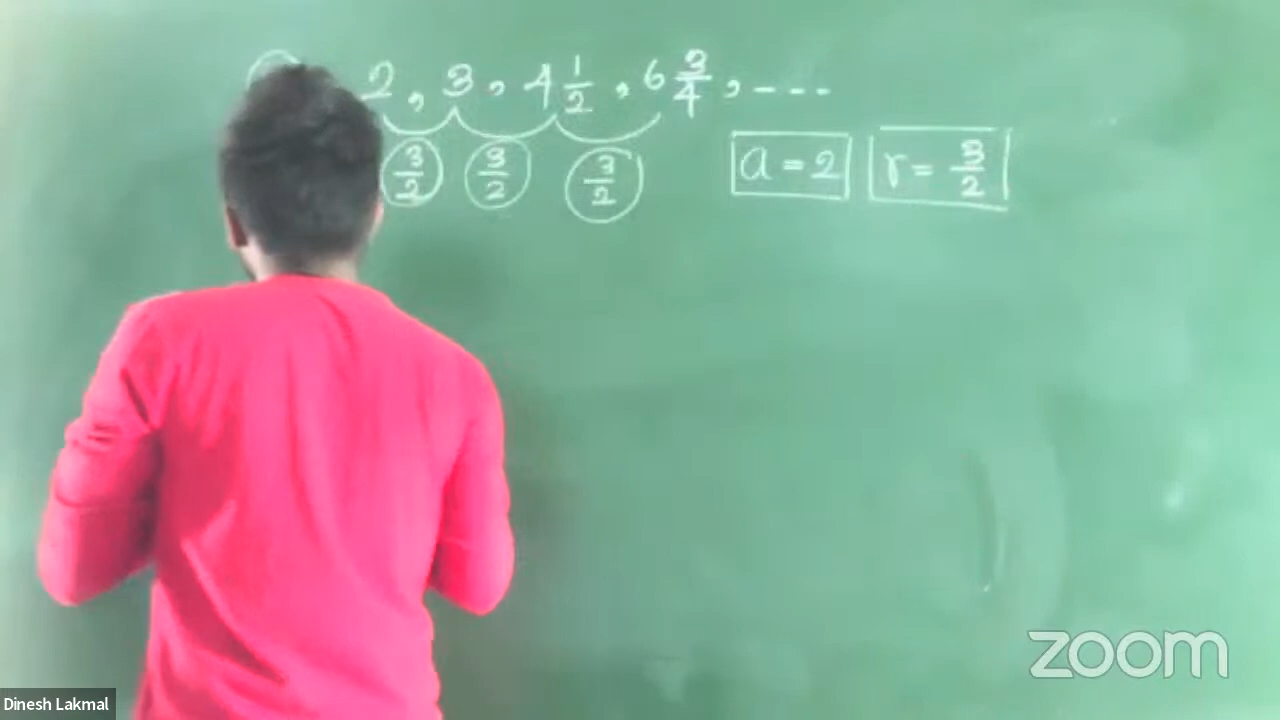 2, 3, 4 1/2, 6 3/4, ----
3/2 3/2 3/2 a = 2 r = 3/2
zoom
Dinesh Lakmal